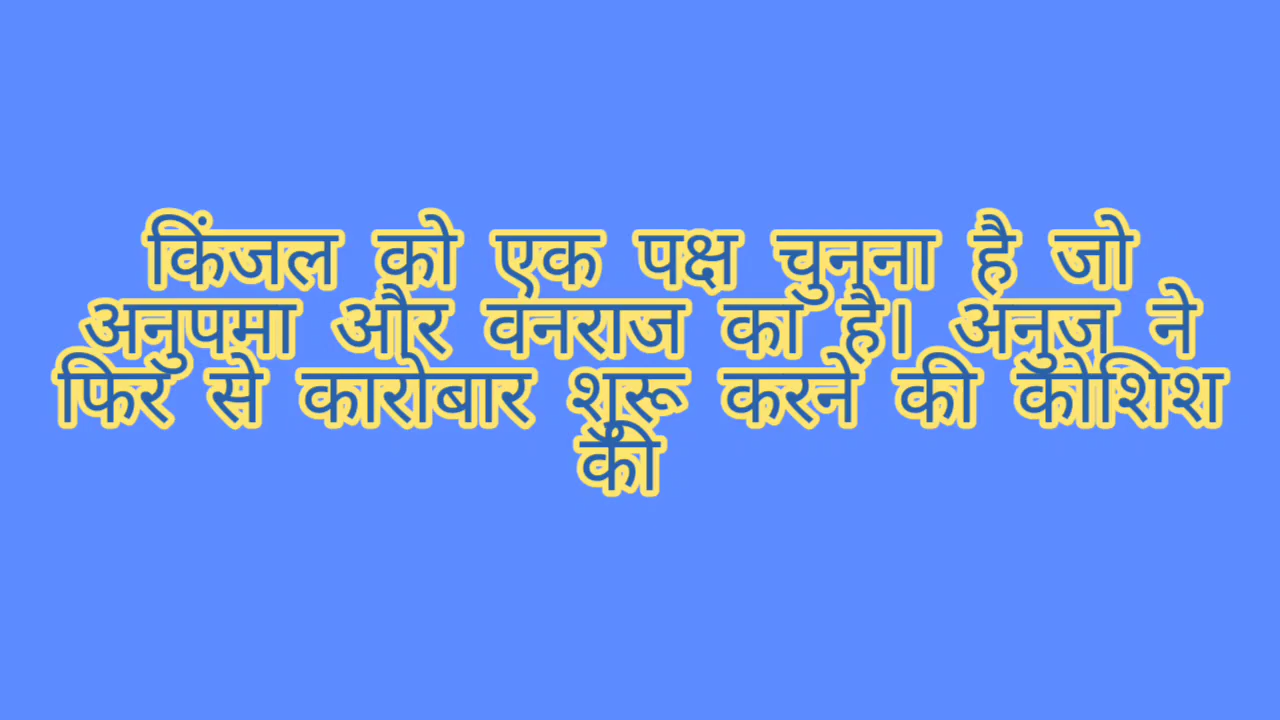 किंजल को एक पक्ष चुनना है जो
अनुपमा और वनराज का है। अनुज ने
फिर से कारोबार शुरू करने की कोशिश
की